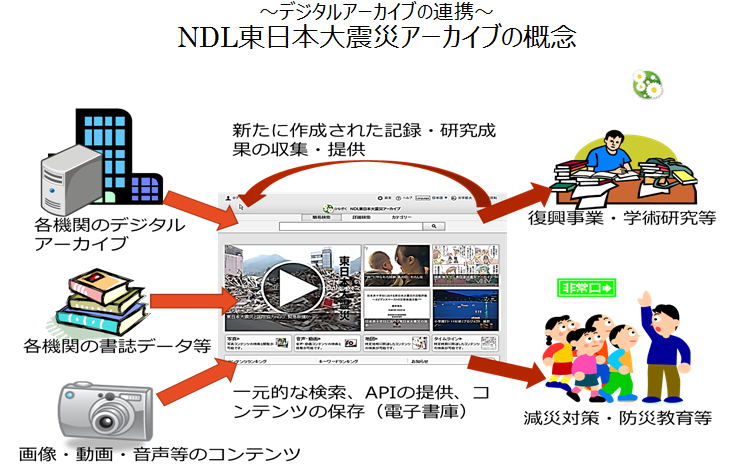 ～デジタルアーカイブの連携～
NDL東日本大震災アーカイブの概念
新たに作成された記録・研究成
果の収集・提供
各機関のデジタル
アーカイブ
復興事業・学術研究等
NDL東日本大震災アーカイブ
簡易検索 詳細検索 カテゴリー
東日本大震災
各機関の書誌データ等
非常口
写真
音声・動画
地図
タイムライン
コンテンツランキング キーワードランキング お知らせ
一元的な検索、APIの提供、コ
ンテンツの保存（電子書庫）
減災対策・防災教育等
画像・動画・音声等のコンテンツ